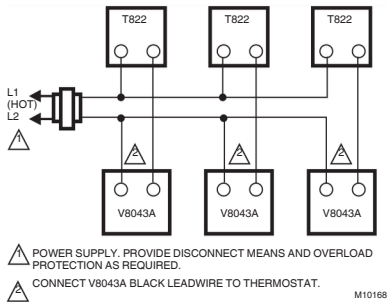 T822 T822 T822
L1
(HOT)
L2
1
2 2 2
V8043A V8043A V8043A
1 POWER SUPPLY. PROVIDE DISCONNECT MEANS AND OVERLOAD
PROTECTION AS REQUIRED.
2 CONNECT V8043A BLACK LEADWIRE TO THERMOSTAT.
M10168